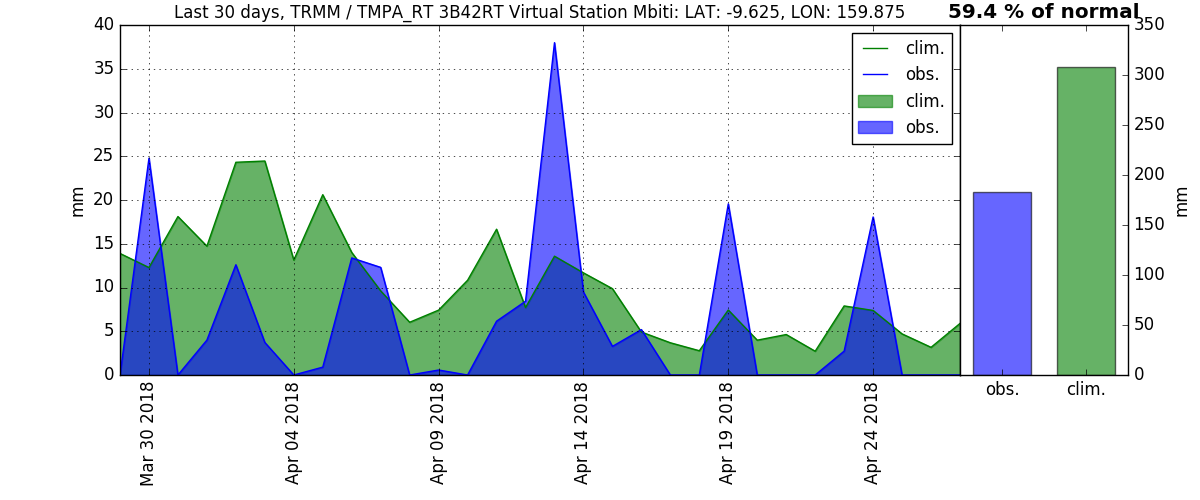 Last 30 days, TRMM / TMPA_RT 3B42RT Virtual Station Mbiti: LAT: -9.625, LON: 159.875
59.4 % of normal
40
35
30
25
20
15
10
5
0
mm
clim.
obs.
clim.
obs.
350
300
250
200
150
100
50
0
mm
Mar 30 2018
Apr 04 2018
Apr 09 2018
Apr 14 2018
Apr 19 2018
Apr 24 2018
obs.
clim.